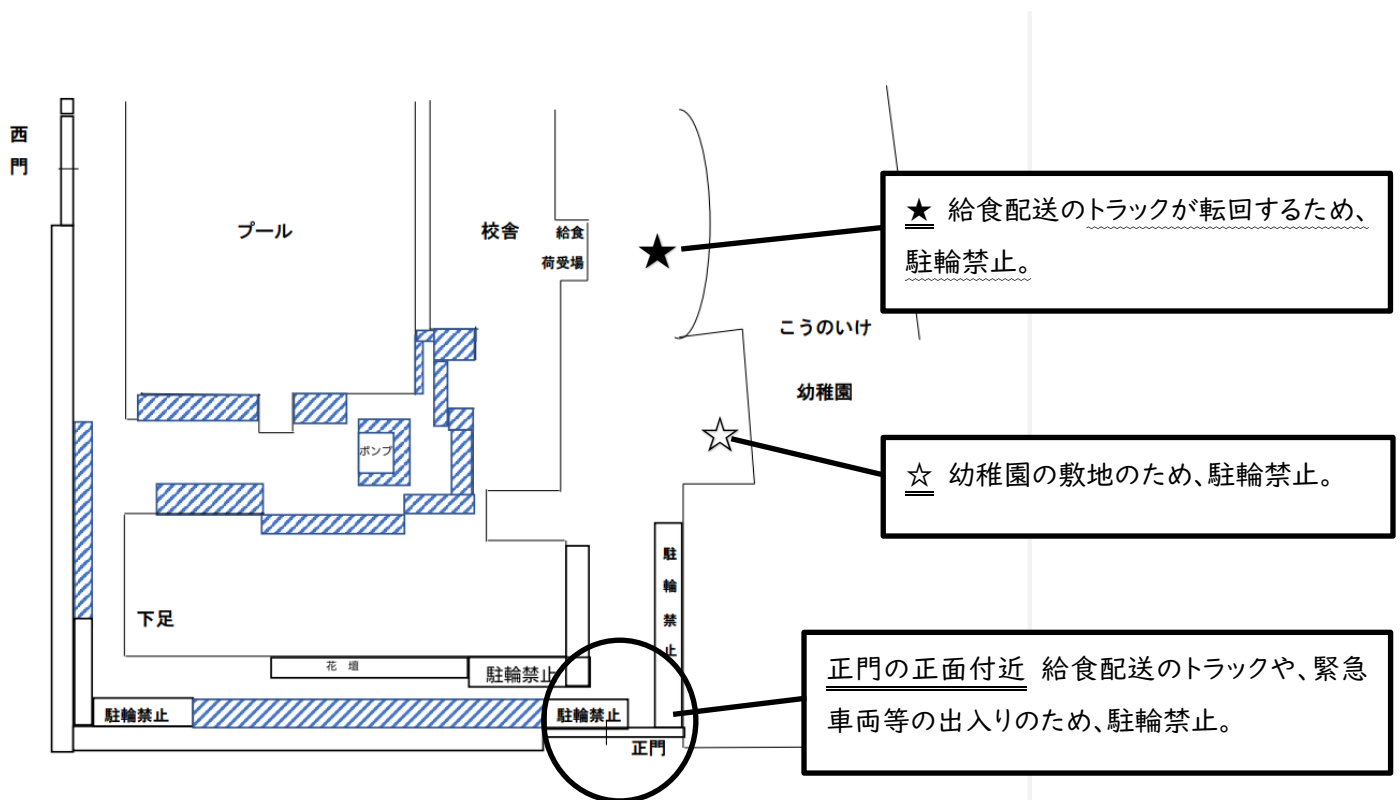 西
門
プール
校舎
給食
荷受場
★
★ 給食配送のトラックが転回するため、
駐輪禁止。
こうのいけ
幼稚園
☆
☆ 幼稚園の敷地のため、駐輪禁止。
ポンプ
駐
輪
禁
止
下足
花 壇
駐輪禁止
駐輪禁止
駐輪禁止
正門
正門の正面付近 給食配送のトラックや、緊急
車両等の出入りのため、駐輪禁止。